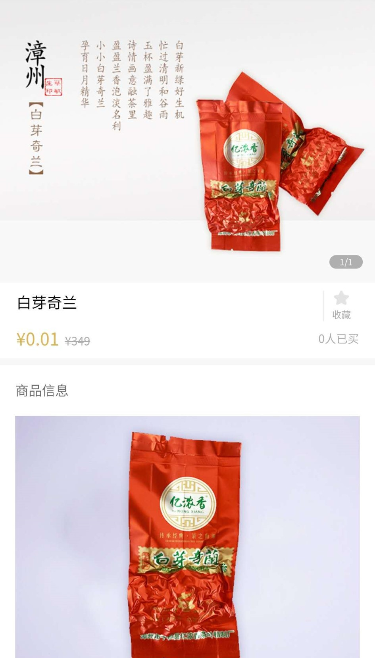 漳州
【白芽奇兰】
白芽新绿好生机
忙过清明和谷雨
玉杯盈满了雅趣
诗情画意融茶里
盈盈兰香泡淡名利
小小白芽奇兰
孕育日月精华
亿浓香
白芽奇蘭
1/1
白芽奇兰
收藏
¥0.01 ¥349
0人已买
商品信息
亿浓香
白芽奇蘭